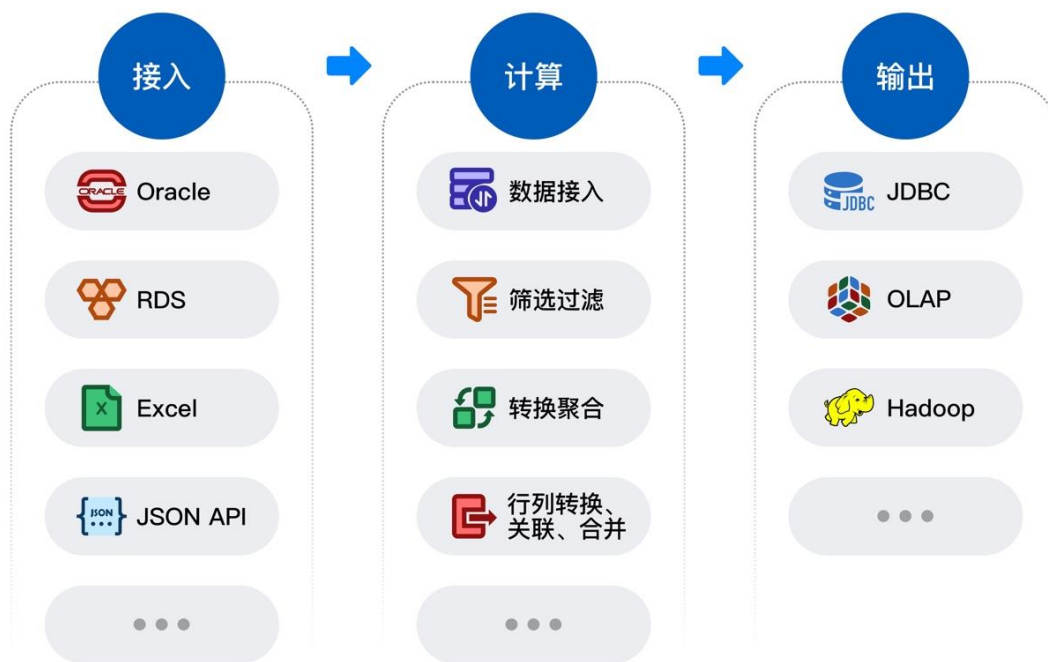 接入
计算
输出
ORACLE
Oracle
RDS
X
Excel
JSON
JSON API
数据接入
筛选过滤
转换聚合
行列转换、
关联、合并
JDBC
JDBC
OLAP
Hadoop